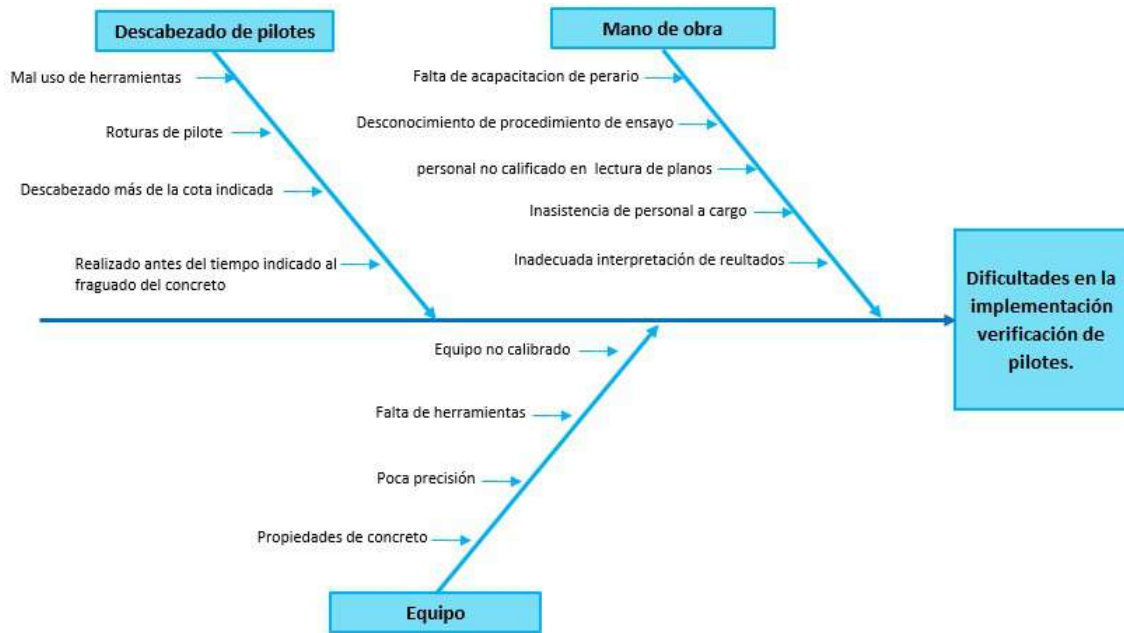 Descabezado de pilotes
Mal uso de herramientas
Roturas de pilote
Descabezado más de la cota indicada
Realizado antes del tiempo indicado al
fraguado del concreto
Mano de obra
Falta de acapacitacion de perario
Desconocimiento de procedimiento de ensayo
personal no calificado en lectura de planos
Inasistencia de personal a cargo
Inadecuada interpretación de reultados
Dificultades en la
implementación
verificación de
pilotes.
Equipo no calibrado
Falta de herramientas
Poca precisión
Propiedades de concreto
Equipo